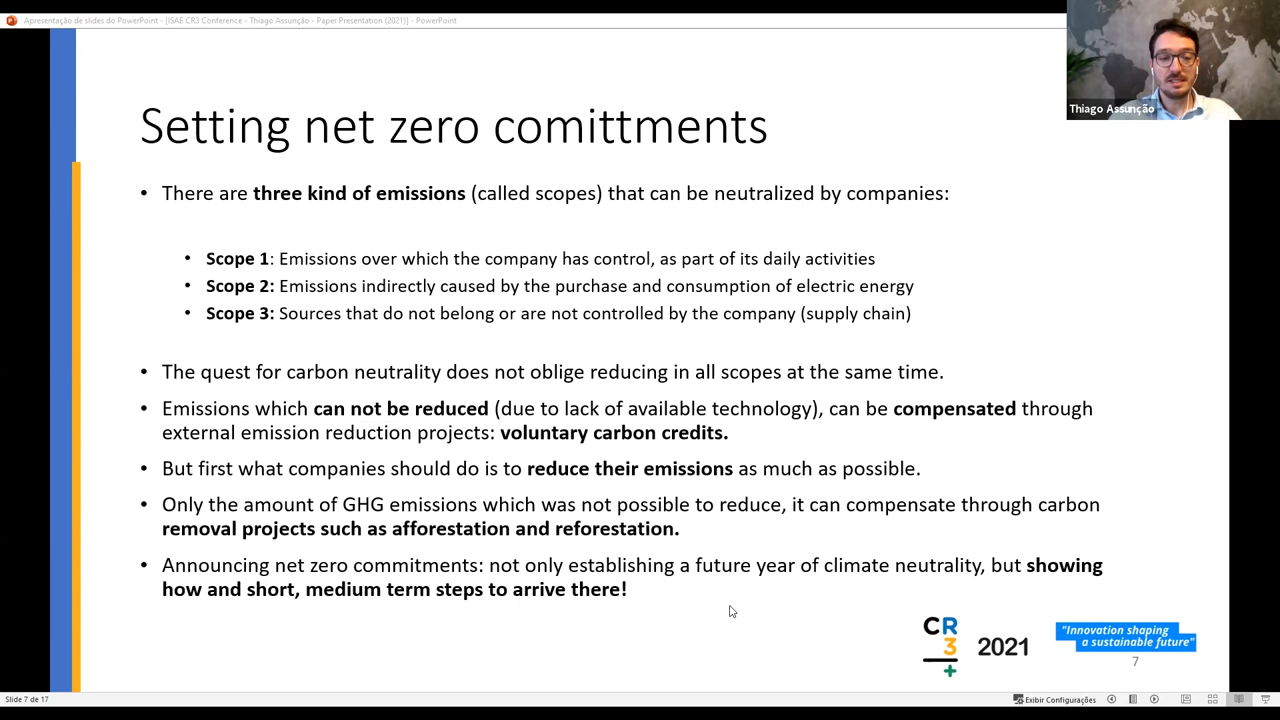 Apresentação de slides do PowerPoint - [ISAE CR3 Conference - Thiago Assunção - Paper Presentation (2021)] - PowerPoint
Thiago Assunção
Setting net zero comittments
• There are three kind of emissions (called scopes) that can be neutralized by companies:
• Scope 1: Emissions over which the company has control, as part of its daily activities
• Scope 2: Emissions indirectly caused by the purchase and consumption of electric energy
• Scope 3: Sources that do not belong or are not controlled by the company (supply chain)
• The quest for carbon neutrality does not oblige reducing in all scopes at the same time.
• Emissions which can not be reduced (due to lack of available technology), can be compensated through
external emission reduction projects: voluntary carbon credits.
• But first what companies should do is to reduce their emissions as much as possible.
• Only the amount of GHG emissions which was not possible to reduce, it can compensate through carbon
removal projects such as afforestation and reforestation.
• Announcing net zero commitments: not only establishing a future year of climate neutrality, but showing
how and short, medium term steps to arrive there!
CR
3
+
2021
"Innovation shaping
a sustainable future"
7
Slide 7 de 17
Exibir Configurações